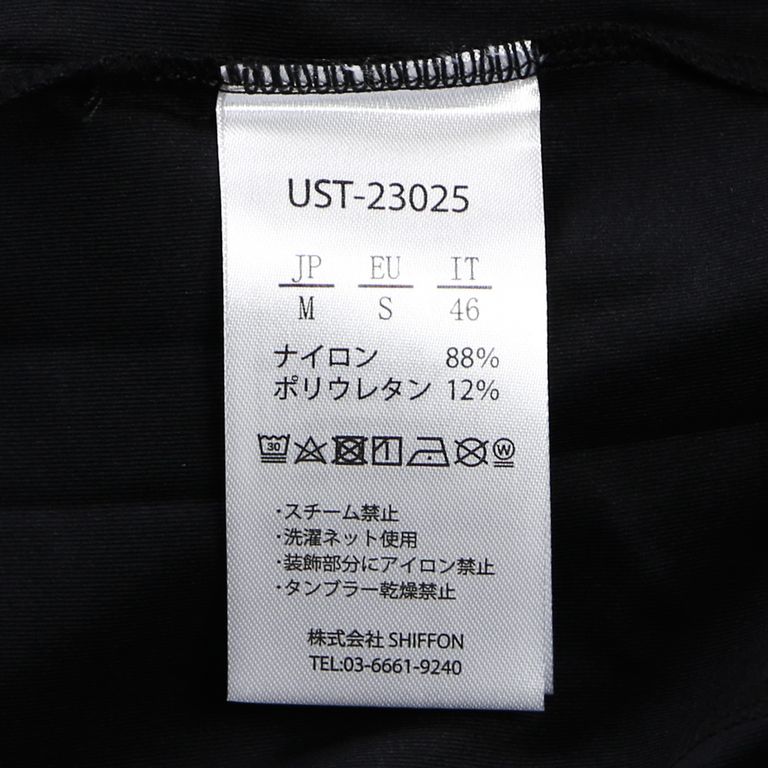 UST-23025
JP EU IT
M S 46
ナイロン 88%
ポリウレタン 12%
30 W
・スチーム禁止
・洗濯ネット使用
・装飾部分にアイロン禁止
・タンブラー乾燥禁止
株式会社 SHIFFON
TEL:03-6661-9240